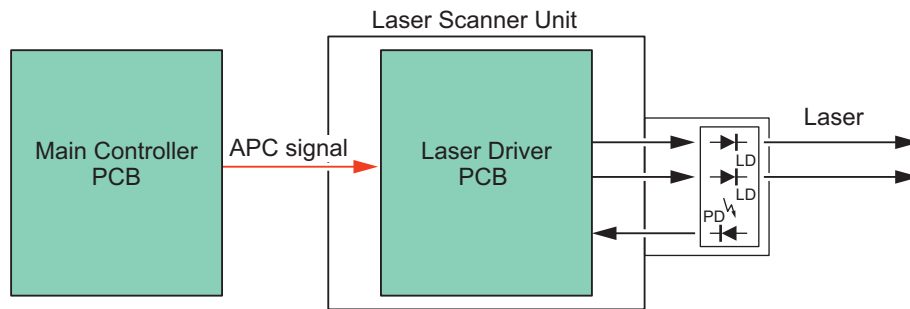 Laser Scanner Unit
Main Controller
PCB
APC signal
Laser Driver
PCB
Laser
LD
LD
PD